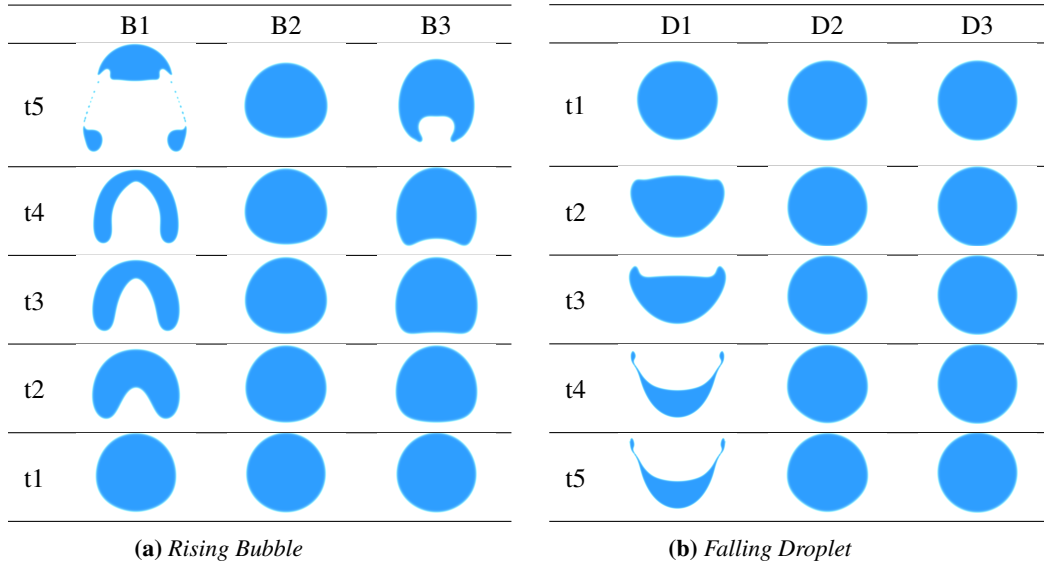 B1 B2 B3
t5
t4
t3
t2
t1
(a) Rising Bubble
D1 D2 D3
t1
t2
t3
t4
t5
(b) Falling Droplet